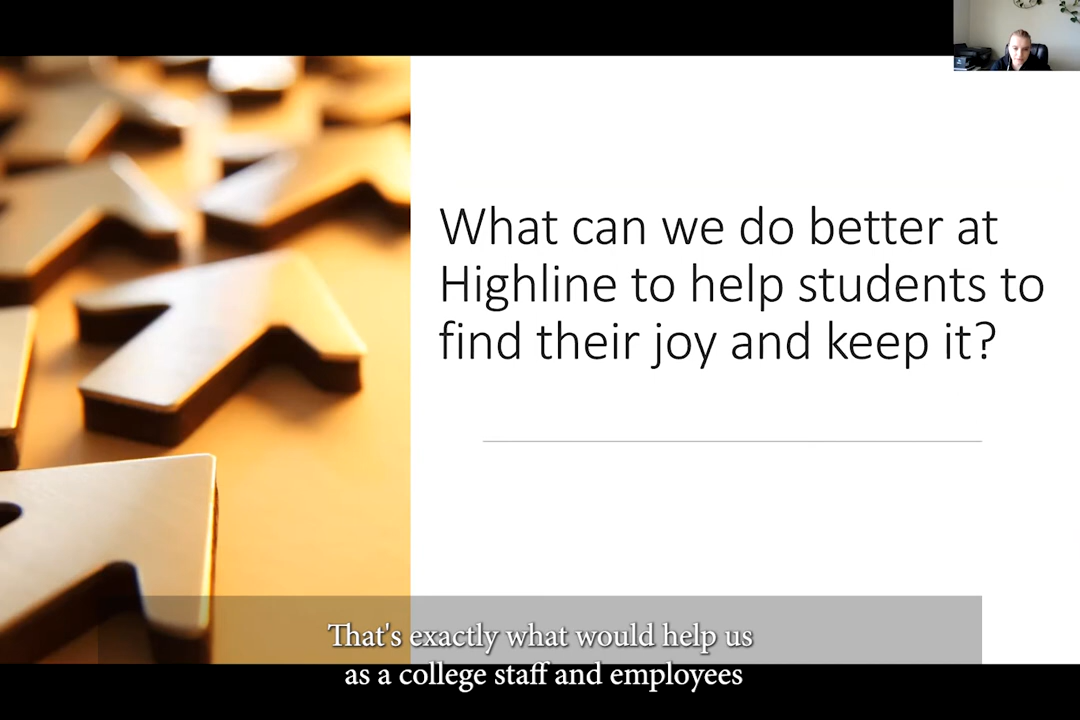 What can we do better at
Highline to help students to
find their joy and keep it?
That's exactly what would help us
as a college staff and employees